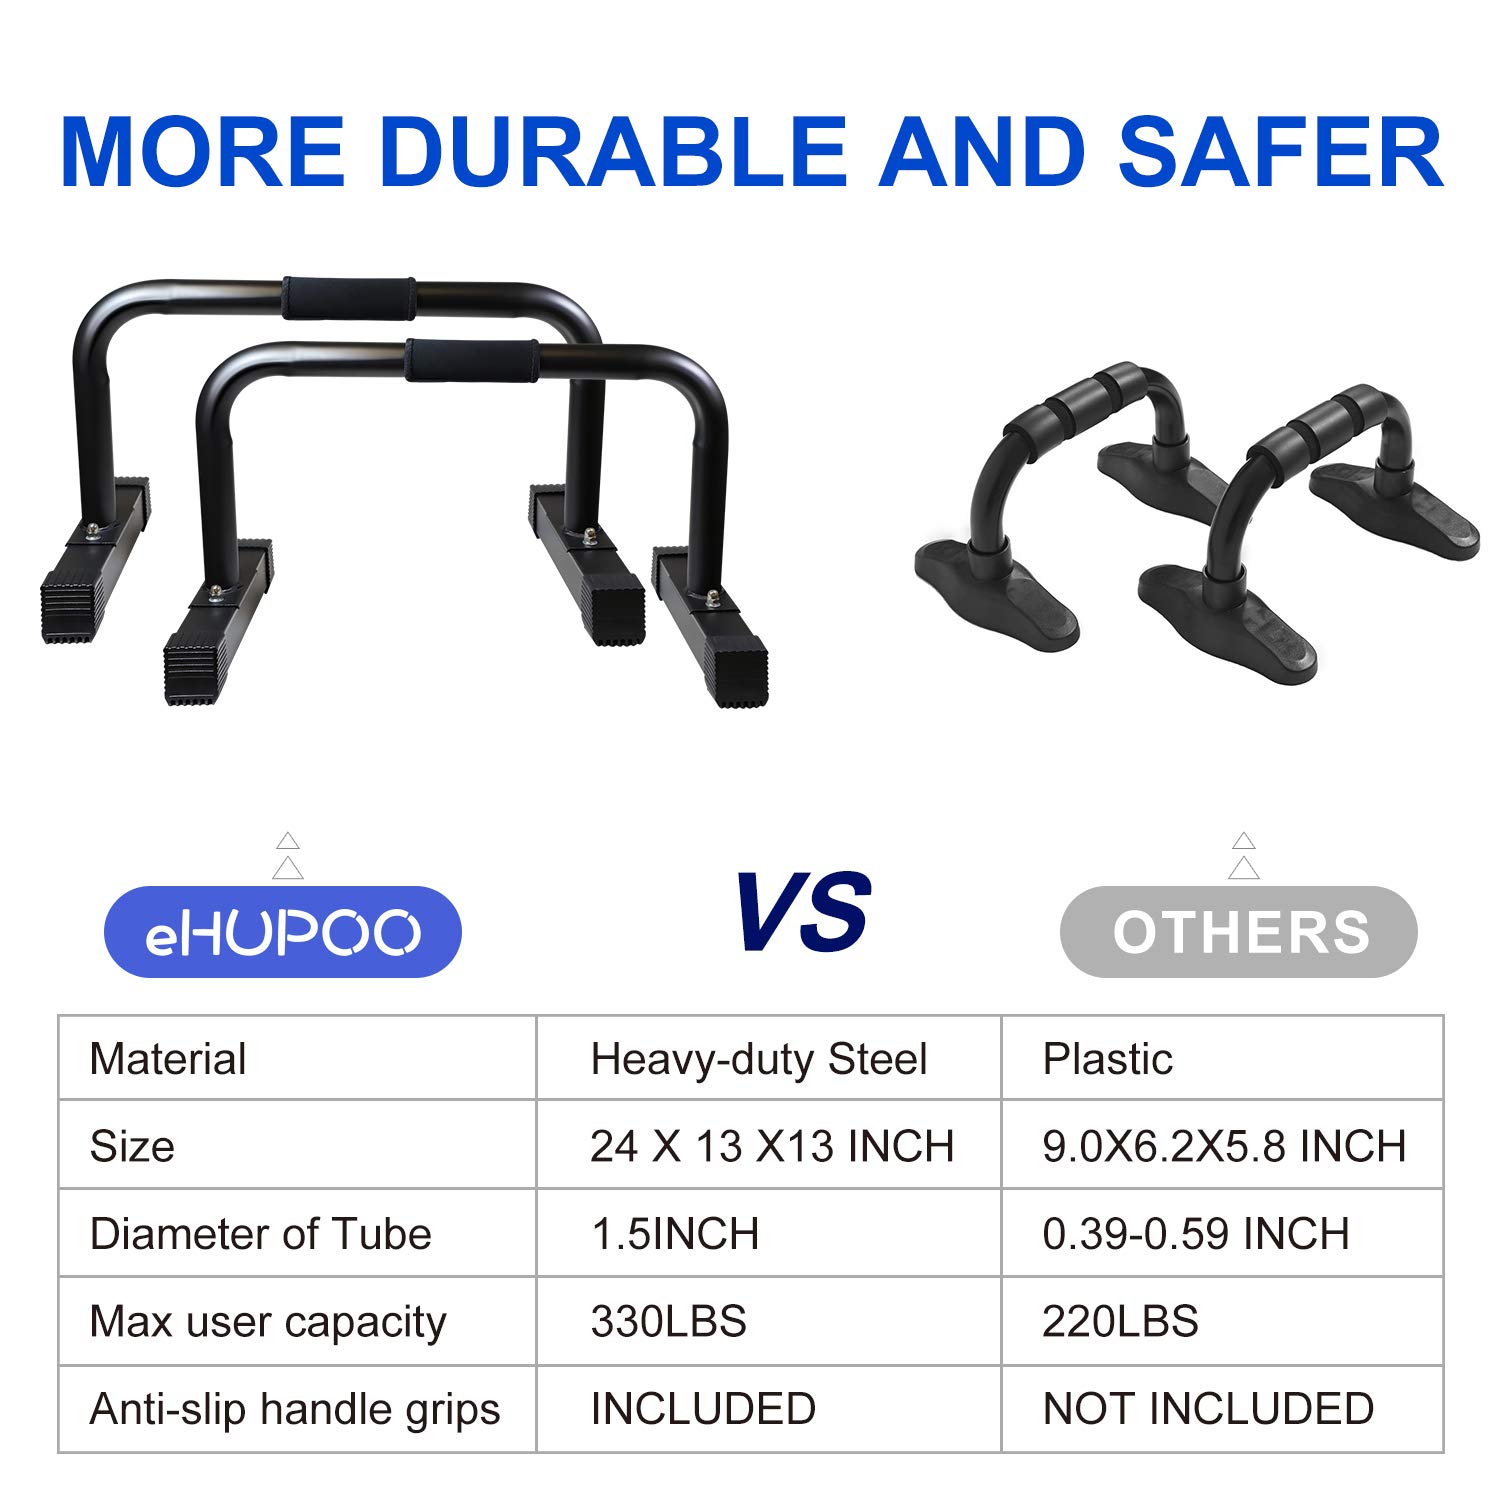 MORE DURABLE AND SAFER
eHUPOO
VS
OTHERS
Material Heavy-duty Steel Plastic
Size 24 X 13 X13 INCH 9.0X6.2X5.8 INCH
Diameter of Tube 1.5INCH 0.39-0.59 INCH
Max user capacity 330LBS 220LBS
Anti-slip handle grips INCLUDED NOT INCLUDED